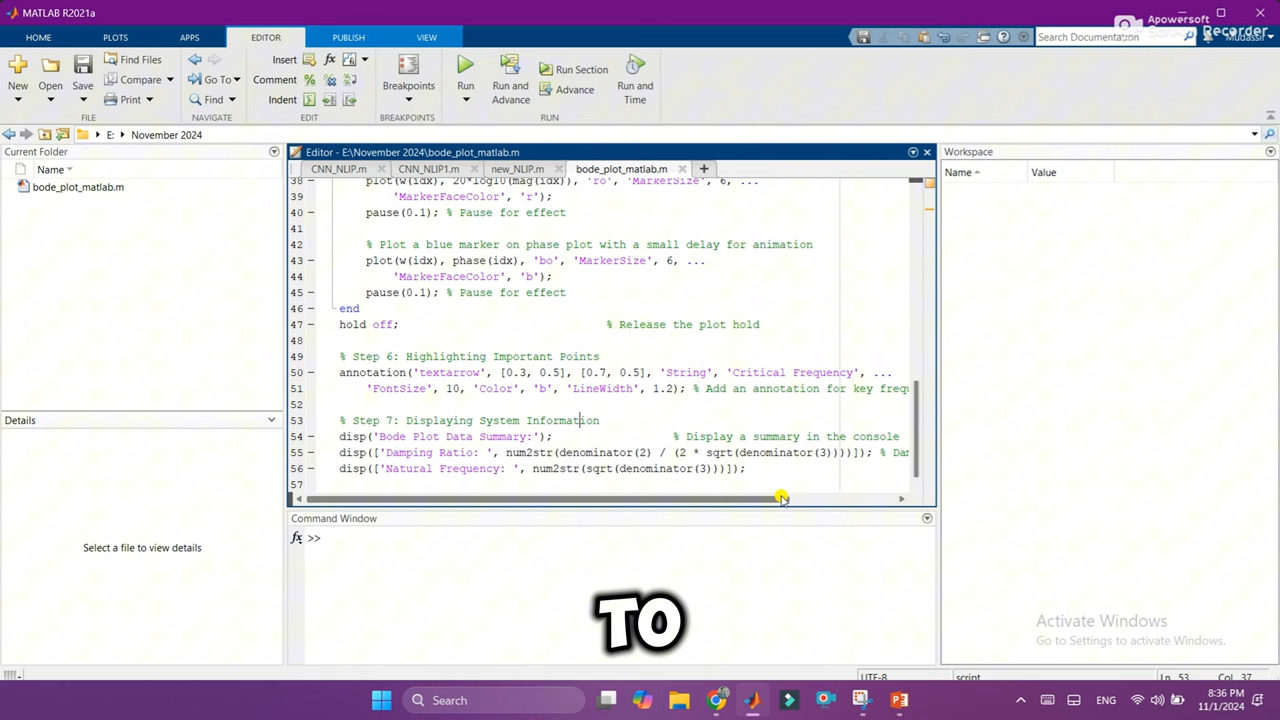 MATLAB R2021a
Apowersoft
Screen Recorder
HOME PLOTS APPS EDITOR PUBLISH VIEW
Search Documentation
Mudassir
New Open Save Find Files Compare Print
Go To Find
Insert Comment Indent
Breakpoints
Run Run and Advance Run Section Advance Run and Time
FILE NAVIGATE EDIT BREAKPOINTS RUN
E: November 2024
Current Folder
Name
bode_plot_matlab.m
Details
Select a file to view details
Editor - E:\November 2024\bode_plot_matlab.m
CNN_NLIP.m CNN_NLIP1.m new_NLIP.m bode_plot_matlab.m
38 plot(w(idx), 20*log10(mag(idx)), 'ro', 'MarkerSize', 6, ...
39 'MarkerFaceColor', 'r');
40 pause(0.1); % Pause for effect
41
42 % Plot a blue marker on phase plot with a small delay for animation
43 plot(w(idx), phase(idx), 'bo', 'MarkerSize', 6, ...
44 'MarkerFaceColor', 'b');
45 pause(0.1); % Pause for effect
46 end
47 hold off; % Release the plot hold
48
49 % Step 6: Highlighting Important Points
50 annotation('textarrow', [0.3, 0.5], [0.7, 0.5], 'String', 'Critical Frequency', ...
51 'FontSize', 10, 'Color', 'b', 'LineWidth', 1.2); % Add an annotation for key freq
52
53 % Step 7: Displaying System Information
54 disp('Bode Plot Data Summary:'); % Display a summary in the console
55 disp(['Damping Ratio: ', num2str(denominator(2) / (2 * sqrt(denominator(3))))]); % Dam
56 disp(['Natural Frequency: ', num2str(sqrt(denominator(3)))]);
57
Command Window
fx >>
TO
Workspace
Name Value
Activate Windows
Go to Settings to activate Windows.
UTF-8 script Ln 53 Col 37
Search
ENG
8:36 PM
11/1/2024